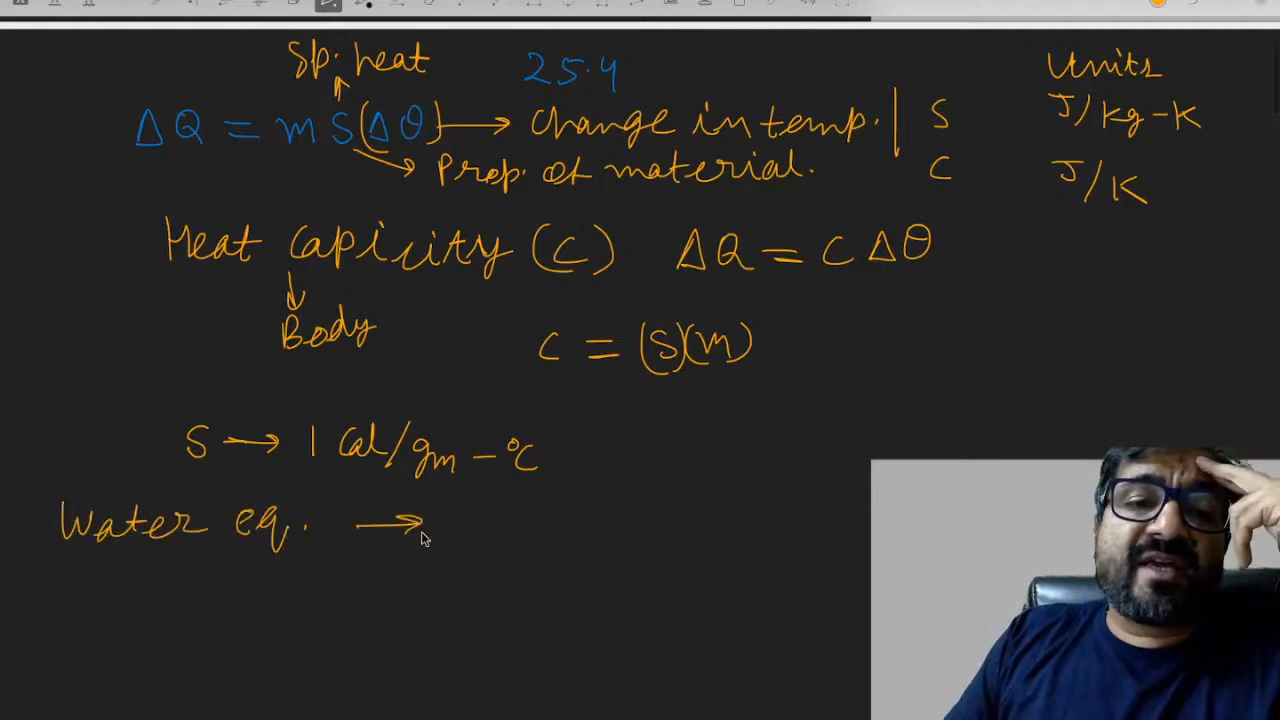 Sp. heat 25.4 Units
ΔQ = m S (Δθ) → Change in temp. | S J/kg-K
→ Prop. of material. C J/K
Heat Capicity (C) ΔQ = C Δθ
↓
Body
C = (S)(m)
S → 1 Cal/gm - °C
Water eq. →